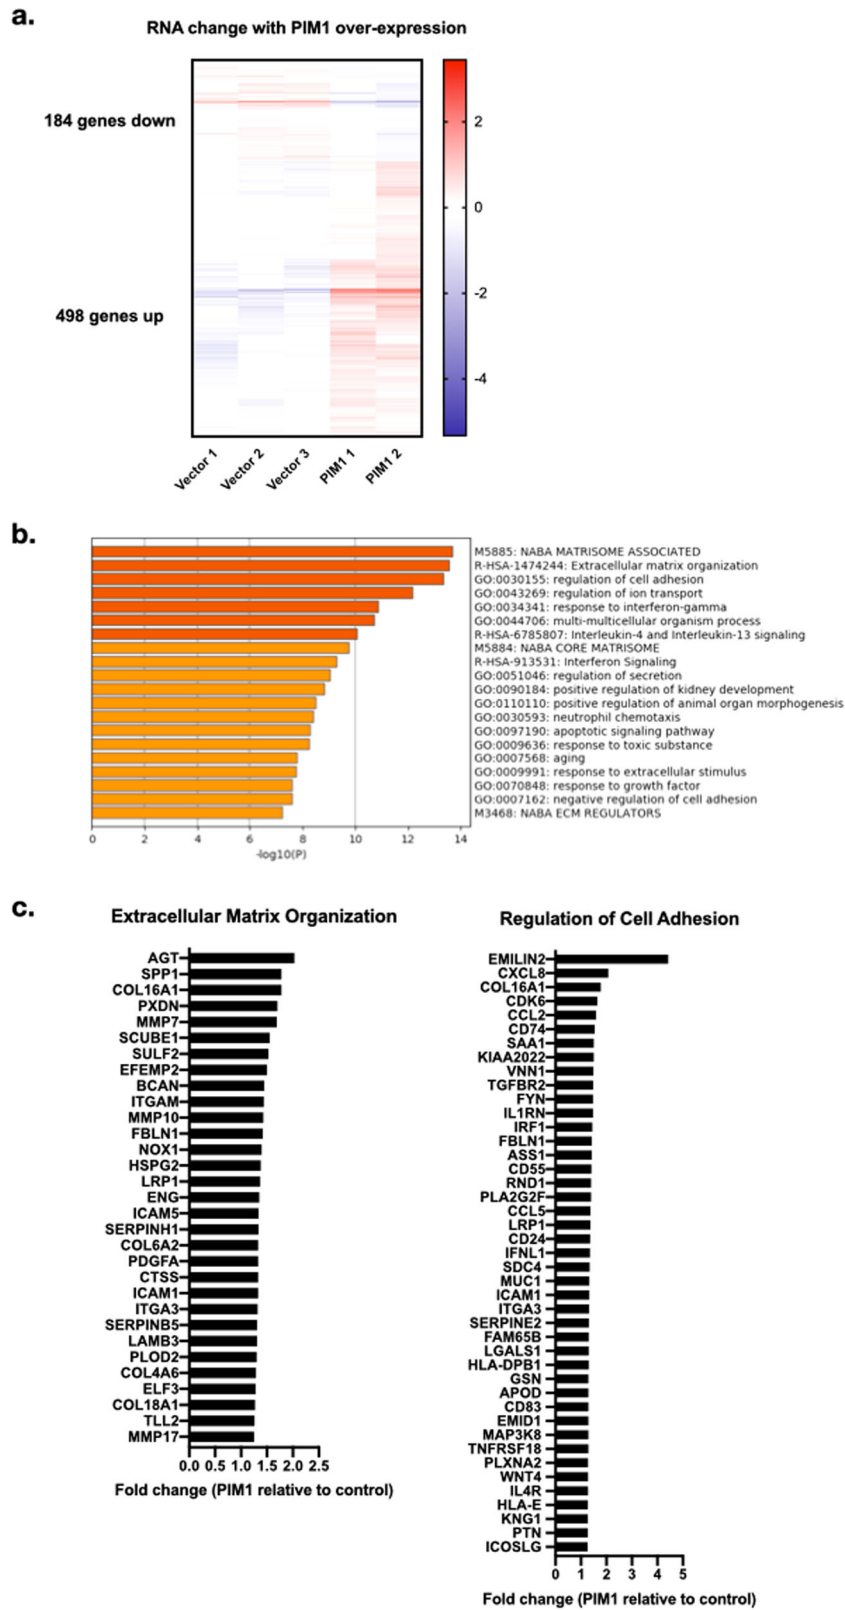 a.
RNA change with PIM1 over-expression
184 genes down
498 genes up
2
0
-2
-4
Vector 1
Vector 2
Vector 3
PIM1 1
PIM1 2
b.
M5885: NABA MATRISOME ASSOCIATED
R-HSA-1474244: Extracellular matrix organization
GO:0030155: regulation of cell adhesion
GO:0043269: regulation of ion transport
GO:0034341: response to interferon-gamma
GO:0044706: multi-multicellular organism process
R-HSA-6785807: Interleukin-4 and Interleukin-13 signaling
M5884: NABA CORE MATRISOME
R-HSA-913531: Interferon Signaling
GO:0051046: regulation of secretion
GO:0090184: positive regulation of kidney development
GO:0110110: positive regulation of animal organ morphogenesis
GO:0030593: neutrophil chemotaxis
GO:0097190: apoptotic signaling pathway
GO:0009636: response to toxic substance
GO:0007568: aging
GO:0009991: response to extracellular stimulus
GO:0070848: response to growth factor
GO:0007162: negative regulation of cell adhesion
M3468: NABA ECM REGULATORS
0 2 4 6 8 10 12 14
-log10(P)
c.
Extracellular Matrix Organization
AGT
SPP1
COL16A1
PXDN
MMP7
SCUBE1
SULF2
EFEMP2
BCAN
ITGAM
MMP10
FBLN1
NOX1
HSPG2
LRP1
ENG
ICAM5
SERPINH1
COL6A2
PDGFA
CTSS
ICAM1
ITGA3
SERPINB5
LAMB3
PLOD2
COL4A6
ELF3
COL18A1
TLL2
MMP17
0.0 0.5 1.0 1.5 2.0 2.5
Fold change (PIM1 relative to control)
Regulation of Cell Adhesion
EMILIN2
CXCL8
COL16A1
CDK6
CCL2
CD74
SAA1
KIAA2022
VNN1
TGFBR2
FYN
IL1RN
IRF1
FBLN1
ASS1
CD55
RND1
PLA2G2F
CCL5
LRP1
CD24
IFNL1
SDC4
MUC1
ICAM1
ITGA3
SERPINE2
FAM65B
LGALS1
HLA-DPB1
GSN
APOD
CD83
EMID1
MAP3K8
TNFRSF18
PLXNA2
WNT4
IL4R
HLA-E
KNG1
PTN
ICOSLG
0 1 2 3 4 5
Fold change (PIM1 relative to control)